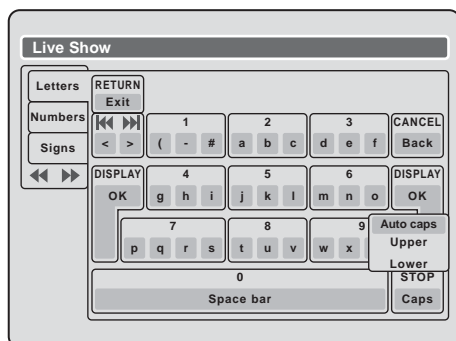 Live Show
Letters
Numbers
Signs
RETURN
Exit
< >
1
( - #
2
a b c
3
d e f
CANCEL
Back
DISPLAY
OK
4
g h i
5
j k l
6
m n o
DISPLAY
OK
7
p q r s
8
t u v
9
w x
Auto caps
Upper
Lower
0
Space bar
STOP
Caps